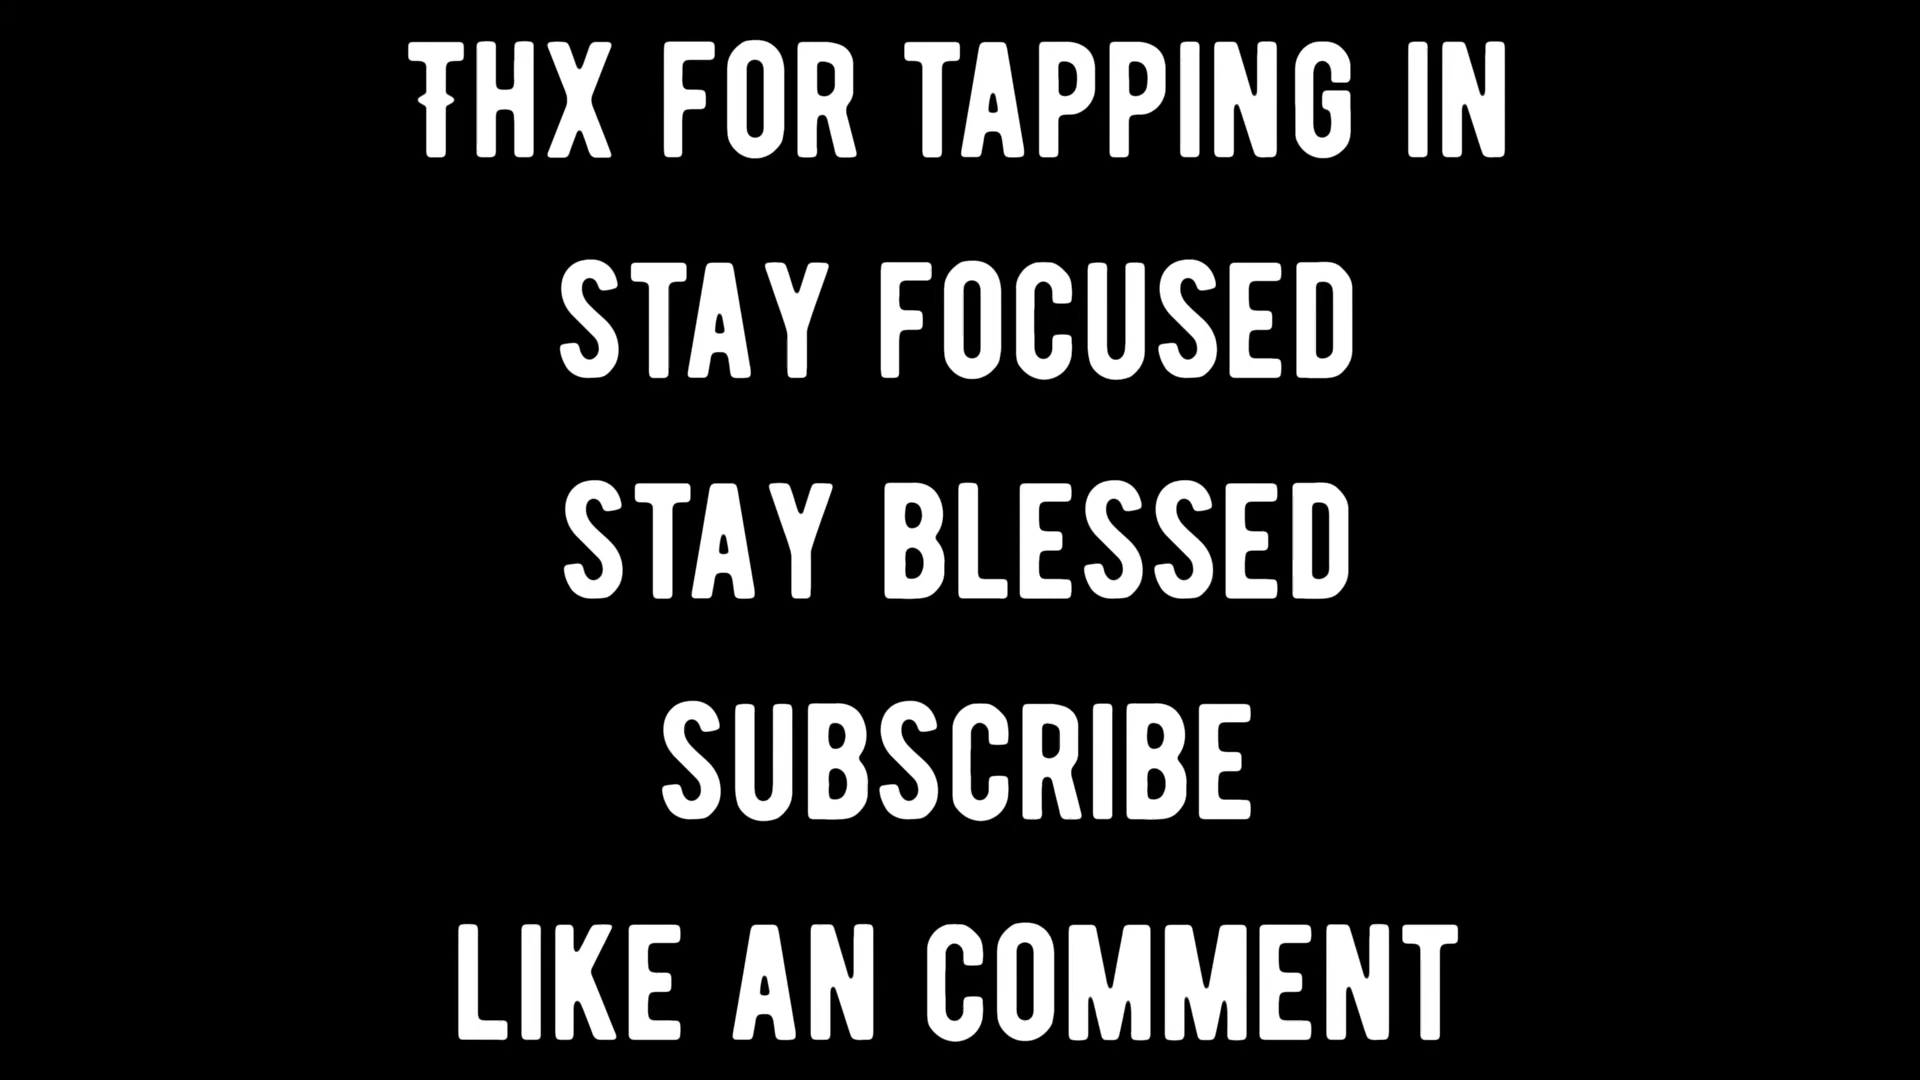 THX FOR TAPPING IN
STAY FOCUSED
STAY BLESSED
SUBSCRIBE
LIKE AN COMMENT